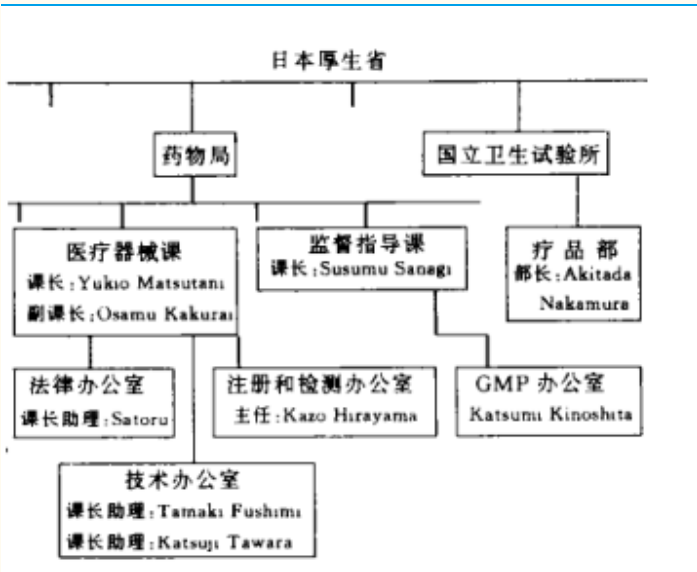 日本厚生省
药物局
国立卫生试验所
医疗器械课
课长:Yukio Matsutani
副课长:Osamu Kakurai
监督指导课
课长:Susumu Sanagi
疗品部
部长:Akitada
Nakamura
法律办公室
课长助理:Satoru
注册和检测办公室
主任:Kazo Hirayama
GMP办公室
Katsumi Kinoshita
技术办公室
课长助理:Tamaki Fushimi
课长助理:Katsuji Tawara